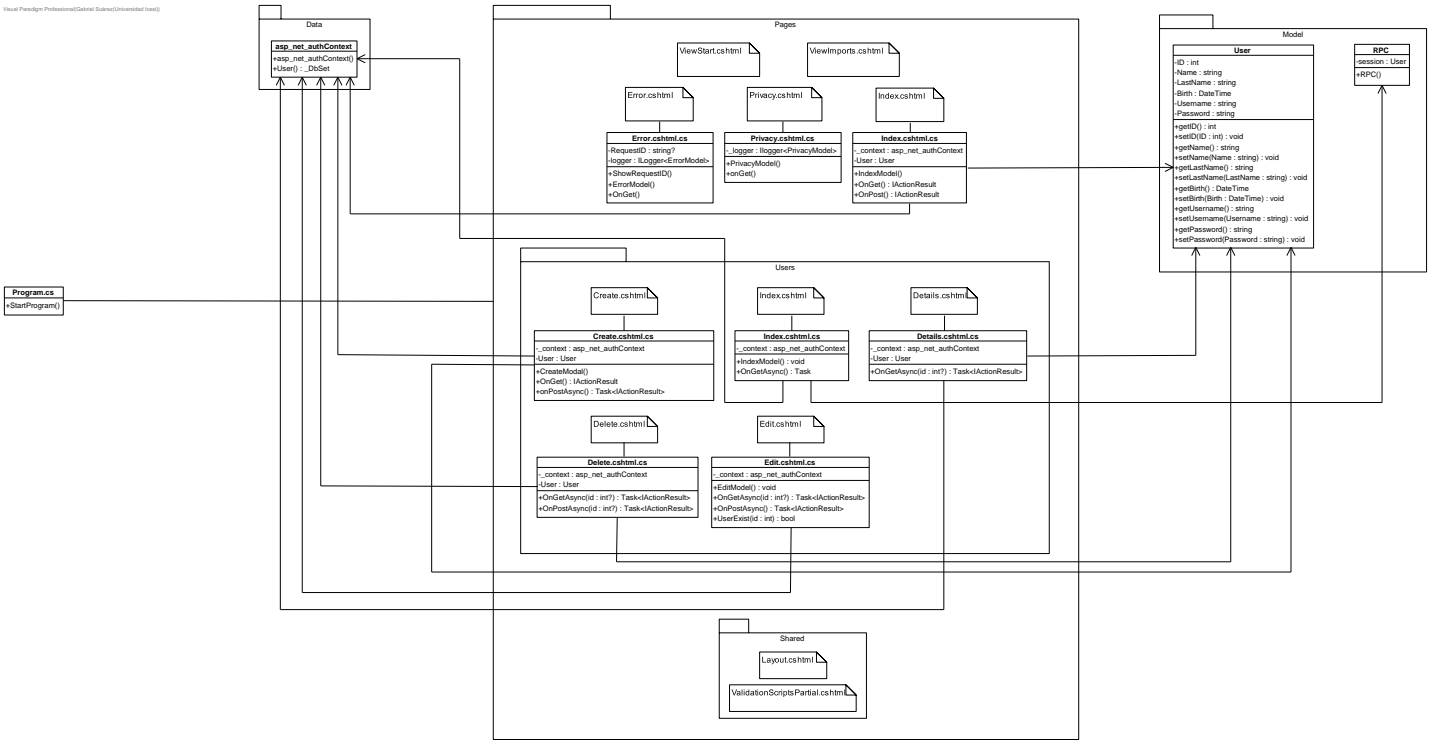 Visual Paradigm Professional(Gabriel Suárez(Universidad Icesi))
Data
asp_net_authContext
+asp_net_authContext()
+User() : _DbSet
Pages
ViewStart.cshtml
ViewImports.cshtml
Error.cshtml
Privacy.cshtml
Index.cshtml
Error.cshtml.cs
-RequestID : string?
-logger : ILogger<ErrorModel>
+ShowRequestID()
+ErrorModel()
+OnGet()
Privacy.cshtml.cs
-_logger : Ilogger<PrivacyModel>
+PrivacyModel()
+onGet()
Index.cshtml.cs
-_context : asp_net_authContext
-User : User
+IndexModel()
+OnGet() : IActionResult
+OnPost() : IActionResult
Model
User
-ID : int
-Name : string
-LastName : string
-Birth : DateTime
-Username : string
-Password : string
+getID() : int
+setID(ID : int) : void
+getName() : string
+setName(Name : string) : void
+getLastName() : string
+setLastName(LastName : string) : void
+getBirth() : DateTime
+setBirth(Birth : DateTime) : void
+getUsername() : string
+setUsername(Username : string) : void
+getPassword() : string
+setPassword(Password : string) : void
RPC
-session : User
+RPC()
Program.cs
+StartProgram()
Users
Create.cshtml
Index.cshtml
Details.cshtml
Create.cshtml.cs
-_context : asp_net_authContext
-User : User
+CreateModal()
+OnGet() : IActionResult
+onPostAsync() : Task<IActionResult>
Index.cshtml.cs
-_context : asp_net_authContext
+IndexModel() : void
+OnGetAsync() : Task
Details.cshtml.cs
-_context : asp_net_authContext
-User : User
+OnGetAsync(id : int?) : Task<IActionResult>
Delete.cshtml
Edit.cshtml
Delete.cshtml.cs
-_context : asp_net_authContext
-User : User
+OnGetAsync(id : int?) : Task<IActionResult>
+OnPostAsync(id : int?) : Task<IActionResult>
Edit.cshtml.cs
-_context : asp_net_authContext
+EditModel() : void
+OnGetAsync(id : int?) : Task<IActionResult>
+OnPostAsync() : Task<IActionResult>
+UserExist(id : int) : bool
Shared
Layout.cshtml
ValidationScriptsPartial.cshtml